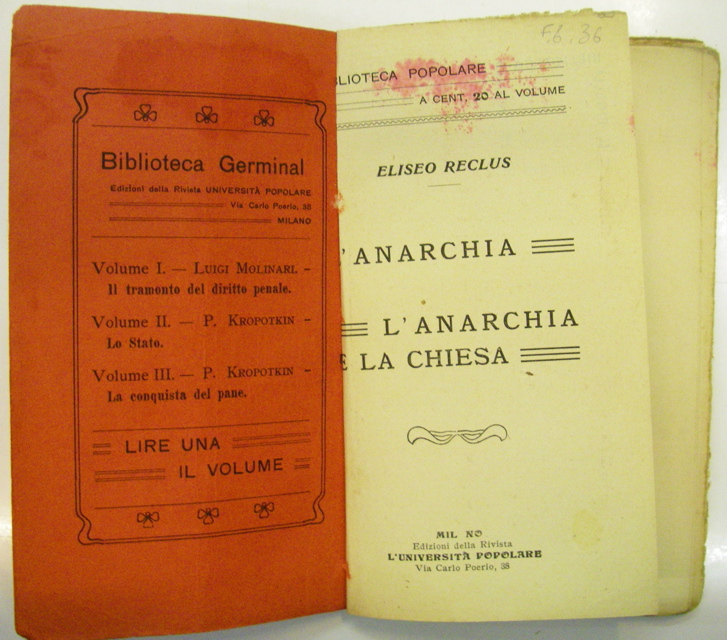 Biblioteca Germinal
Edizioni della Rivista UNIVERSITÀ POPOLARE
Via Carlo Poerio, 38
MILANO
Volume I. — LUIGI MOLINARI. -
Il tramonto del diritto penale.
Volume II. — P. KROPOTKIN -
Lo Stato.
Volume III. — P. KROPOTKIN -
La conquista del pane.
LIRE UNA
IL VOLUME
F.6.36
BLIOTECA POPOLARE
A CENT. 20 AL VOLUME
ELISEO RECLUS
L'ANARCHIA
L'ANARCHIA
E LA CHIESA
MIL NO
Edizioni della Rivista
L'UNIVERSITÀ POPOLARE
Via Carlo Poerio, 38